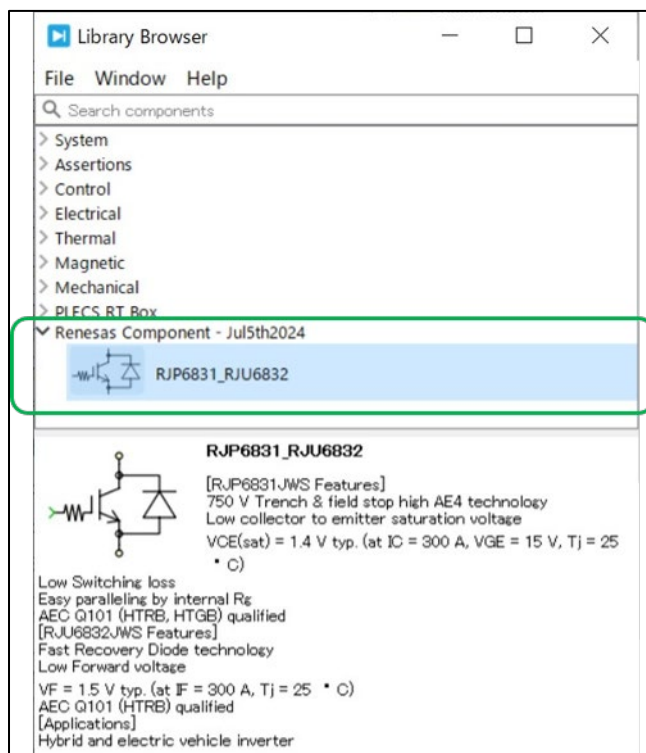 Library Browser
File Window Help
Search components
System
Assertions
Control
Electrical
Thermal
Magnetic
Mechanical
PLECS RT Box
Renesas Component - Jul5th2024
RJP6831_RJU6832
RJP6831_RJU6832
[RJP6831JWS Features]
750 V Trench & field stop high AE4 technology
Low collector to emitter saturation voltage
VCE(sat) = 1.4 V typ. (at IC = 300 A, VGE = 15 V, Tj = 25
・C)
Low Switching loss
Easy paralleling by internal Rg
AEC Q101 (HTRB, HTGB) qualified
[RJU6832JWS Features]
Fast Recovery Diode technology
Low Forward voltage
VF = 1.5 V typ. (at IF = 300 A, Tj = 25 ・C)
AEC Q101 (HTRB) qualified
[Applications]
Hybrid and electric vehicle inverter